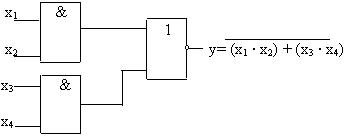 x₁
&
x₂
1
y= (x₁ · x₂) + (x₃ · x₄)
x₃
&
x₄